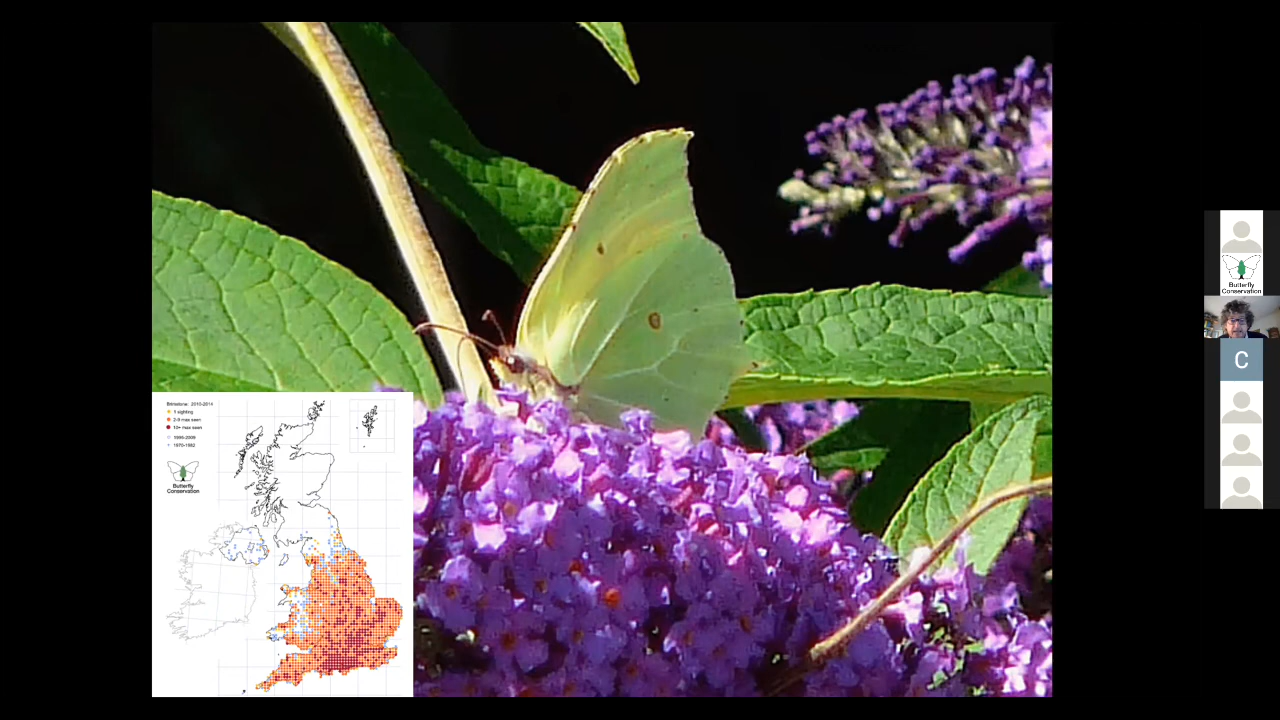 Brimstone: 2010-2014
1 sighting
2-9 max seen
10+ max seen
1995-2009
1970-1982
Butterfly
Conservation
Butterfly
Conservation
C